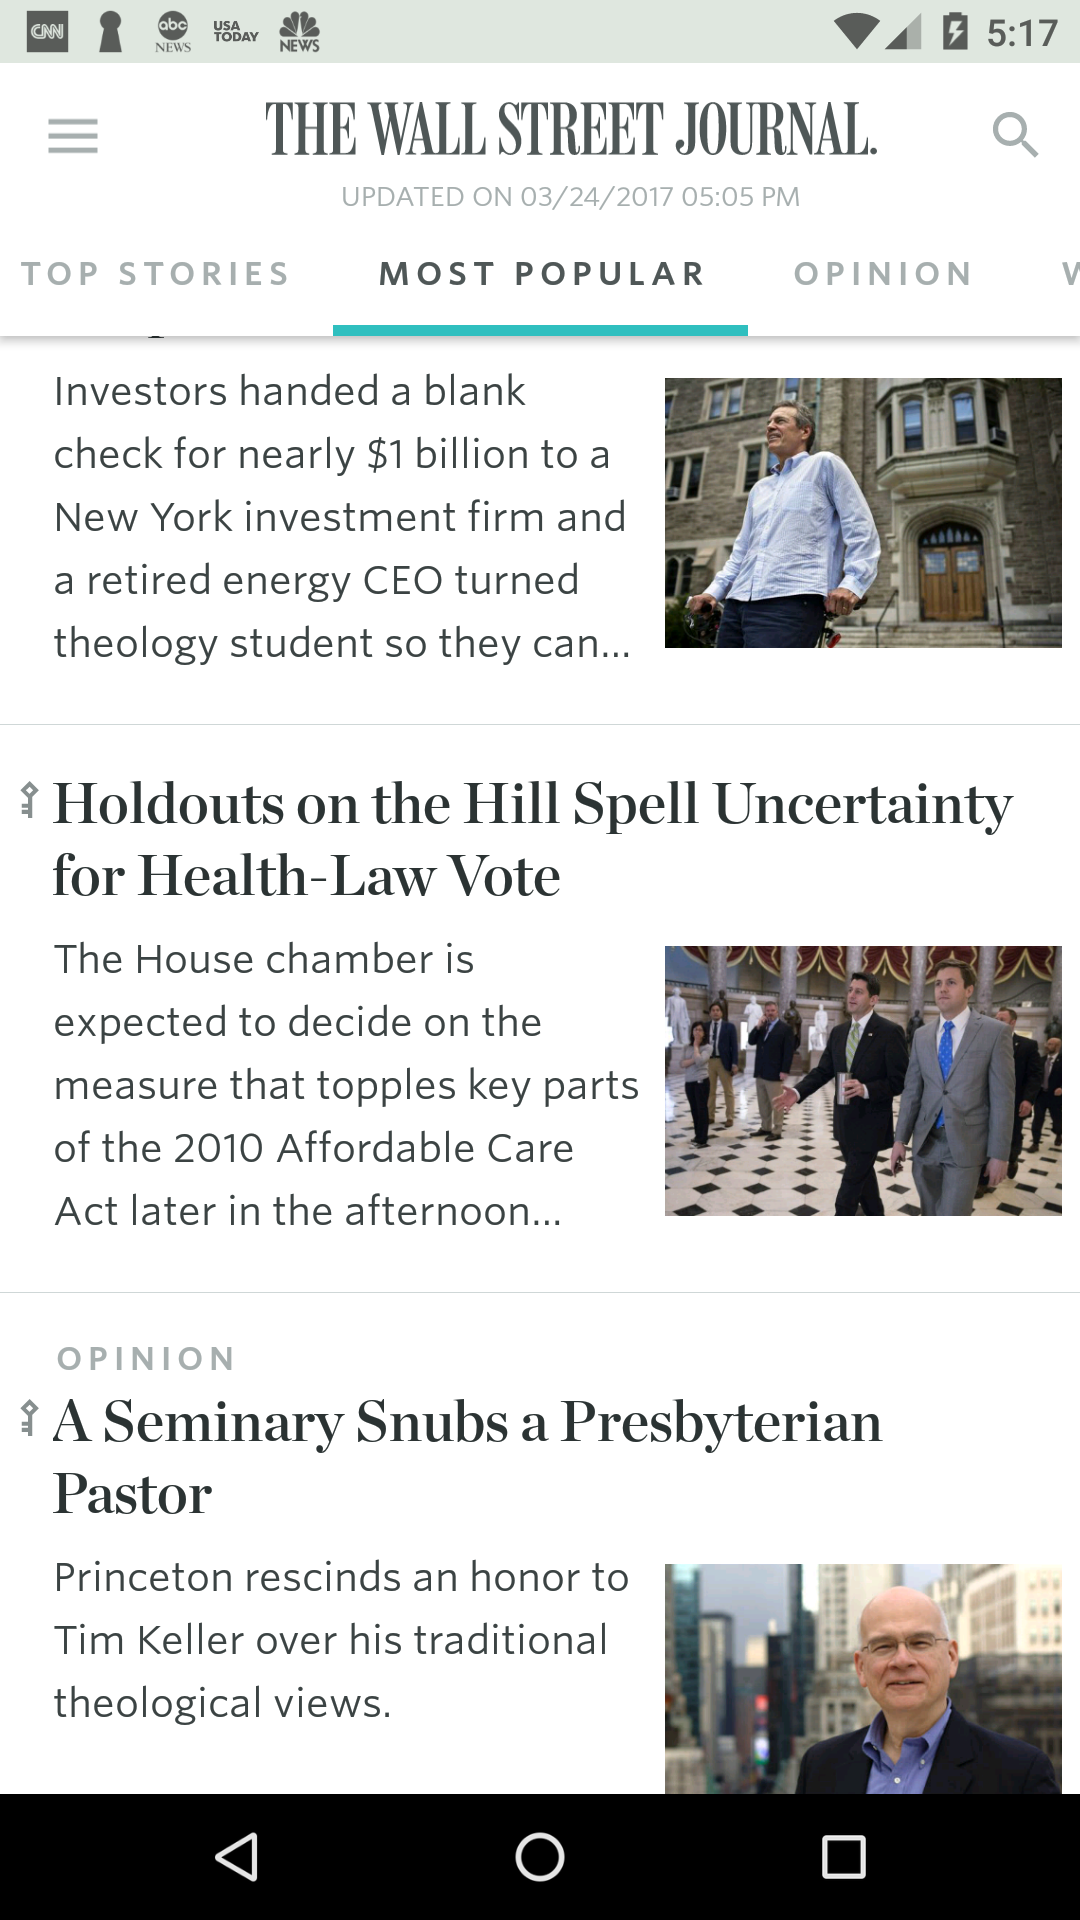 CNN
abc
NEWS
USA
TODAY
NEWS
5:17
THE WALL STREET JOURNAL.
UPDATED ON 03/24/2017 05:05 PM
TOP STORIES
MOST POPULAR
OPINION
Investors handed a blank
check for nearly $1 billion to a
New York investment firm and
a retired energy CEO turned
theology student so they can...
Holdouts on the Hill Spell Uncertainty
for Health-Law Vote
The House chamber is
expected to decide on the
measure that topples key parts
of the 2010 Affordable Care
Act later in the afternoon...
OPINION
A Seminary Snubs a Presbyterian
Pastor
Princeton rescinds an honor to
Tim Keller over his traditional
theological views.